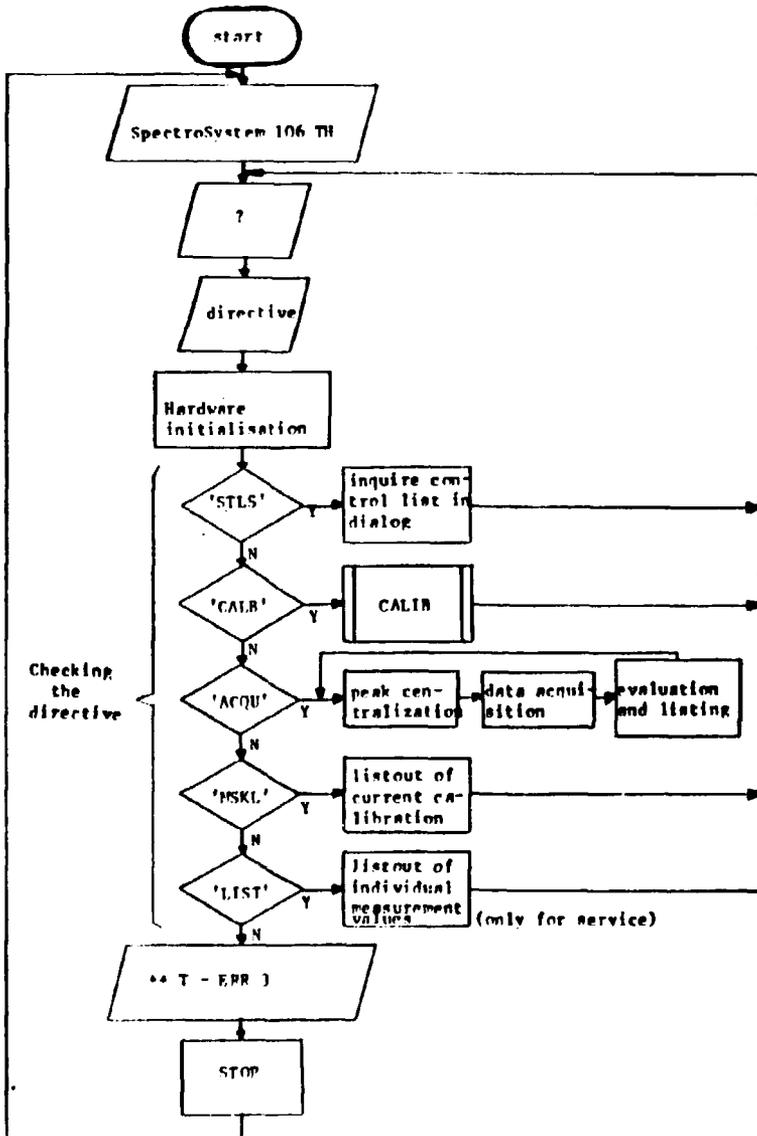 start
SpectroSystem 106 TH
?
directive
Hardware
initialisation
'STLS'
Y
inquire con-
trol list in
dialog
N
'CALB'
Y
CALIB
N
Checking
the
directive
'ACQU'
Y
peak cen-
tralization
data acqui-
sition
evaluation
and listing
N
'MSKL'
Y
listout of
current ca-
libration
N
'LIST'
Y
listout of
individual
measurement
values
(only for service)
N
** T - ERR 3
STOP